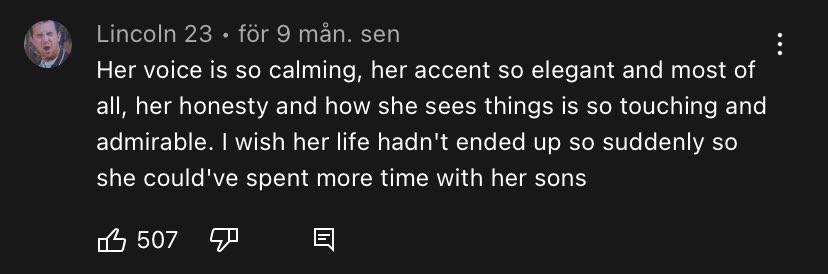 Lincoln 23 • för 9 mån. sen
Her voice is so calming, her accent so elegant and most of
all, her honesty and how she sees things is so touching and
admirable. I wish her life hadn't ended up so suddenly so
she could've spent more time with her sons
507